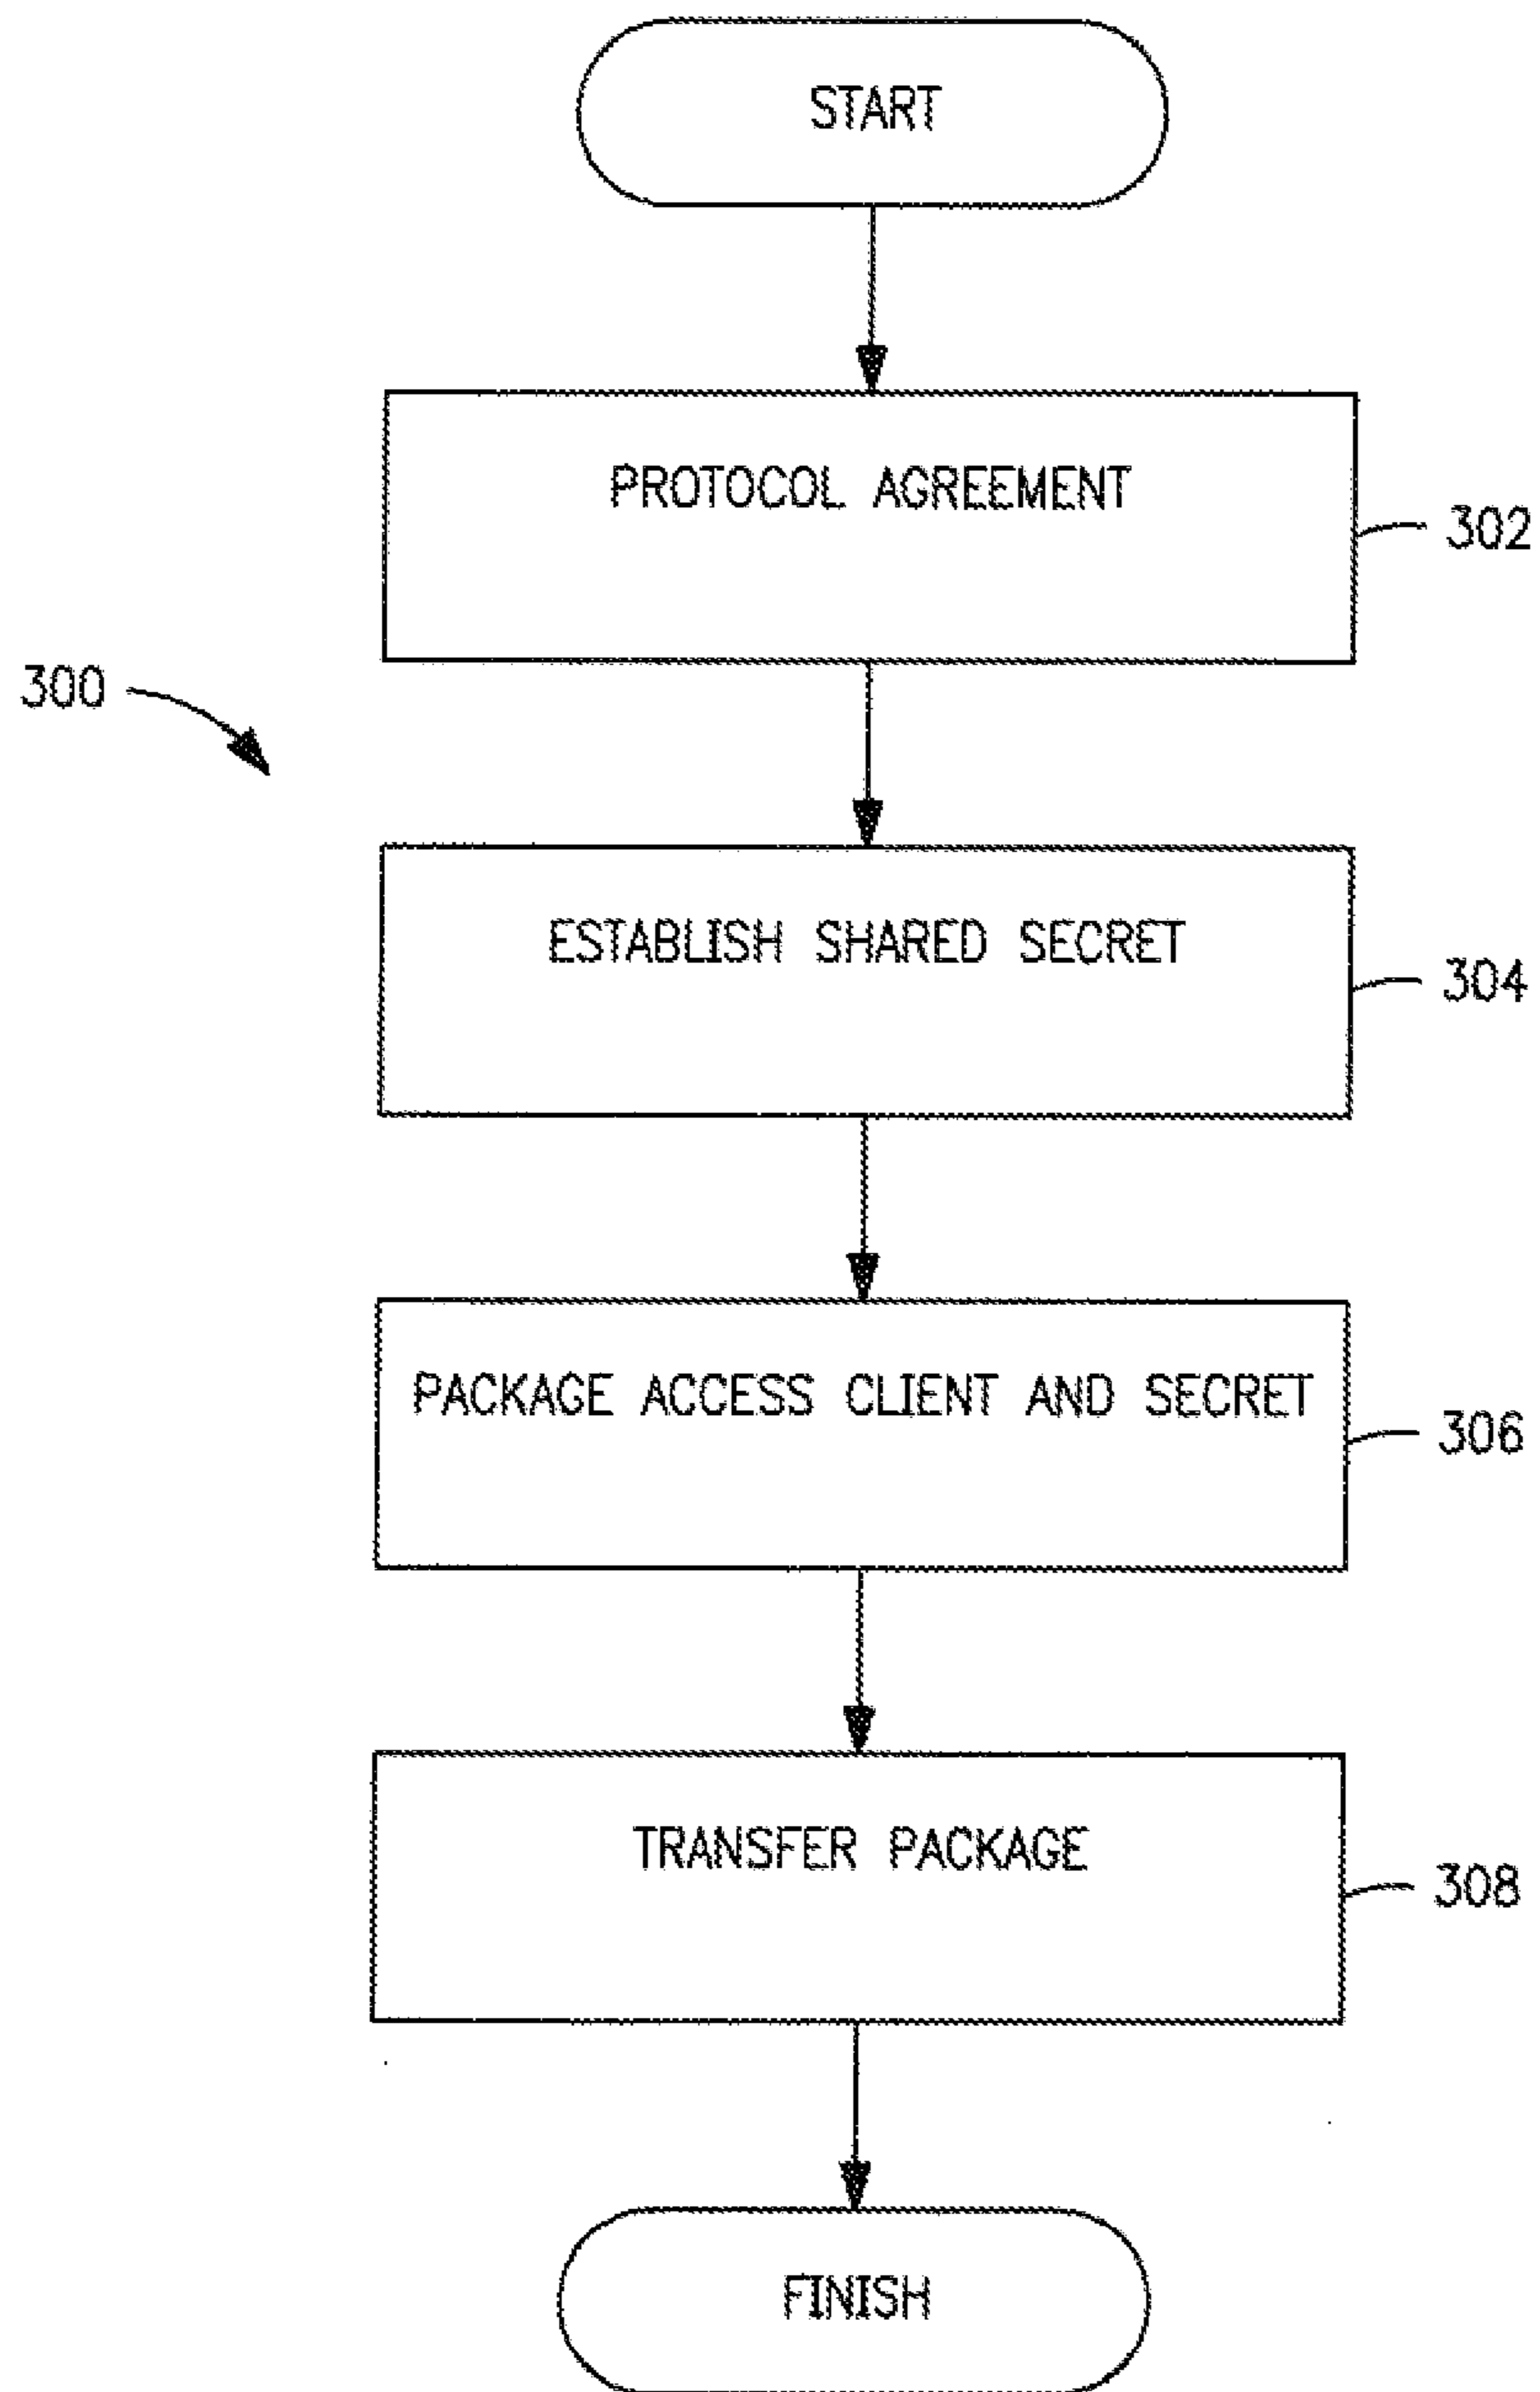 START
PROTOCOL AGREEMENT
302
300
ESTABLISH SHARED SECRET
304
PACKAGE ACCESS CLIENT AND SECRET
306
TRANSFER PACKAGE
308
FINISH